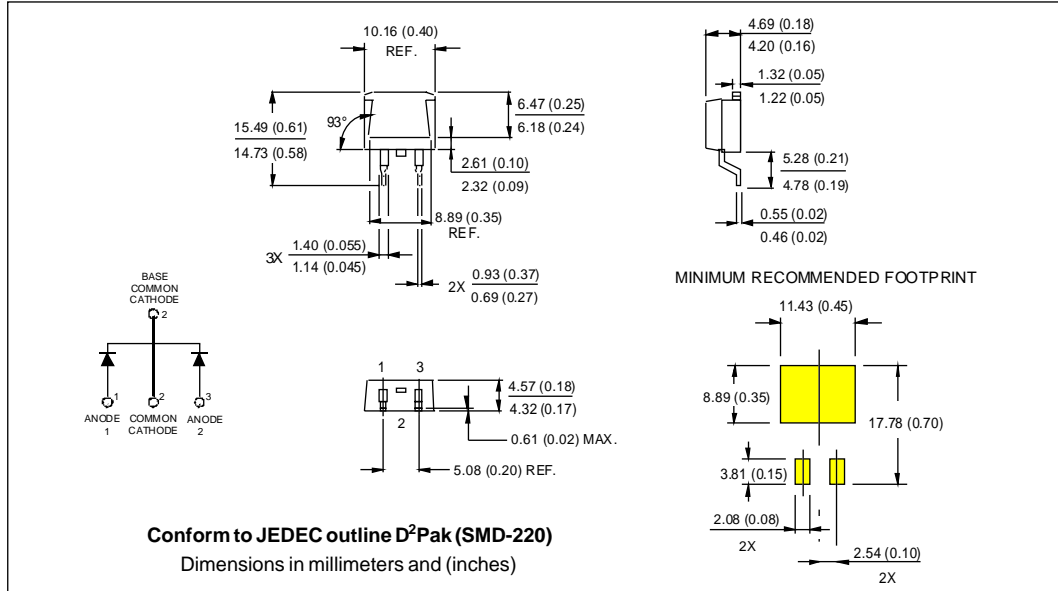 10.16 (0.40)
REF.
15.49 (0.61)
14.73 (0.58)
93°
6.47 (0.25)
6.18 (0.24)
2.61 (0.10)
2.32 (0.09)
8.89 (0.35)
REF.
3X
1.40 (0.055)
1.14 (0.045)
2X
0.93 (0.37)
0.69 (0.27)
4.69 (0.18)
4.20 (0.16)
1.32 (0.05)
1.22 (0.05)
5.28 (0.21)
4.78 (0.19)
0.55 (0.02)
0.46 (0.02)
BASE
COMMON
CATHODE
2
1
2
3
ANODE
1
COMMON
CATHODE
ANODE
2
1 3
2
4.57 (0.18)
4.32 (0.17)
0.61 (0.02) MAX.
5.08 (0.20) REF.
MINIMUM RECOMMENDED FOOTPRINT
11.43 (0.45)
8.89 (0.35)
17.78 (0.70)
3.81 (0.15)
2.08 (0.08)
2X
2.54 (0.10)
2X
Conform to JEDEC outline D²Pak (SMD-220)
Dimensions in millimeters and (inches)